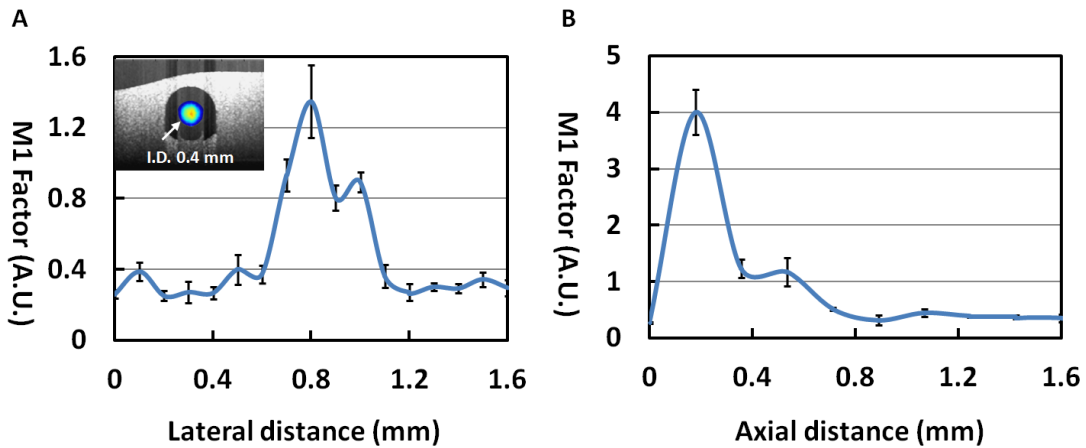 A
M1 Factor (A.U.)
1.6
1.2
0.8
0.4
0
I.D. 0.4 mm
0 0.4 0.8 1.2 1.6
Lateral distance (mm)
B
M1 Factor (A.U.)
5
4
3
2
1
0
0 0.4 0.8 1.2 1.6
Axial distance (mm)